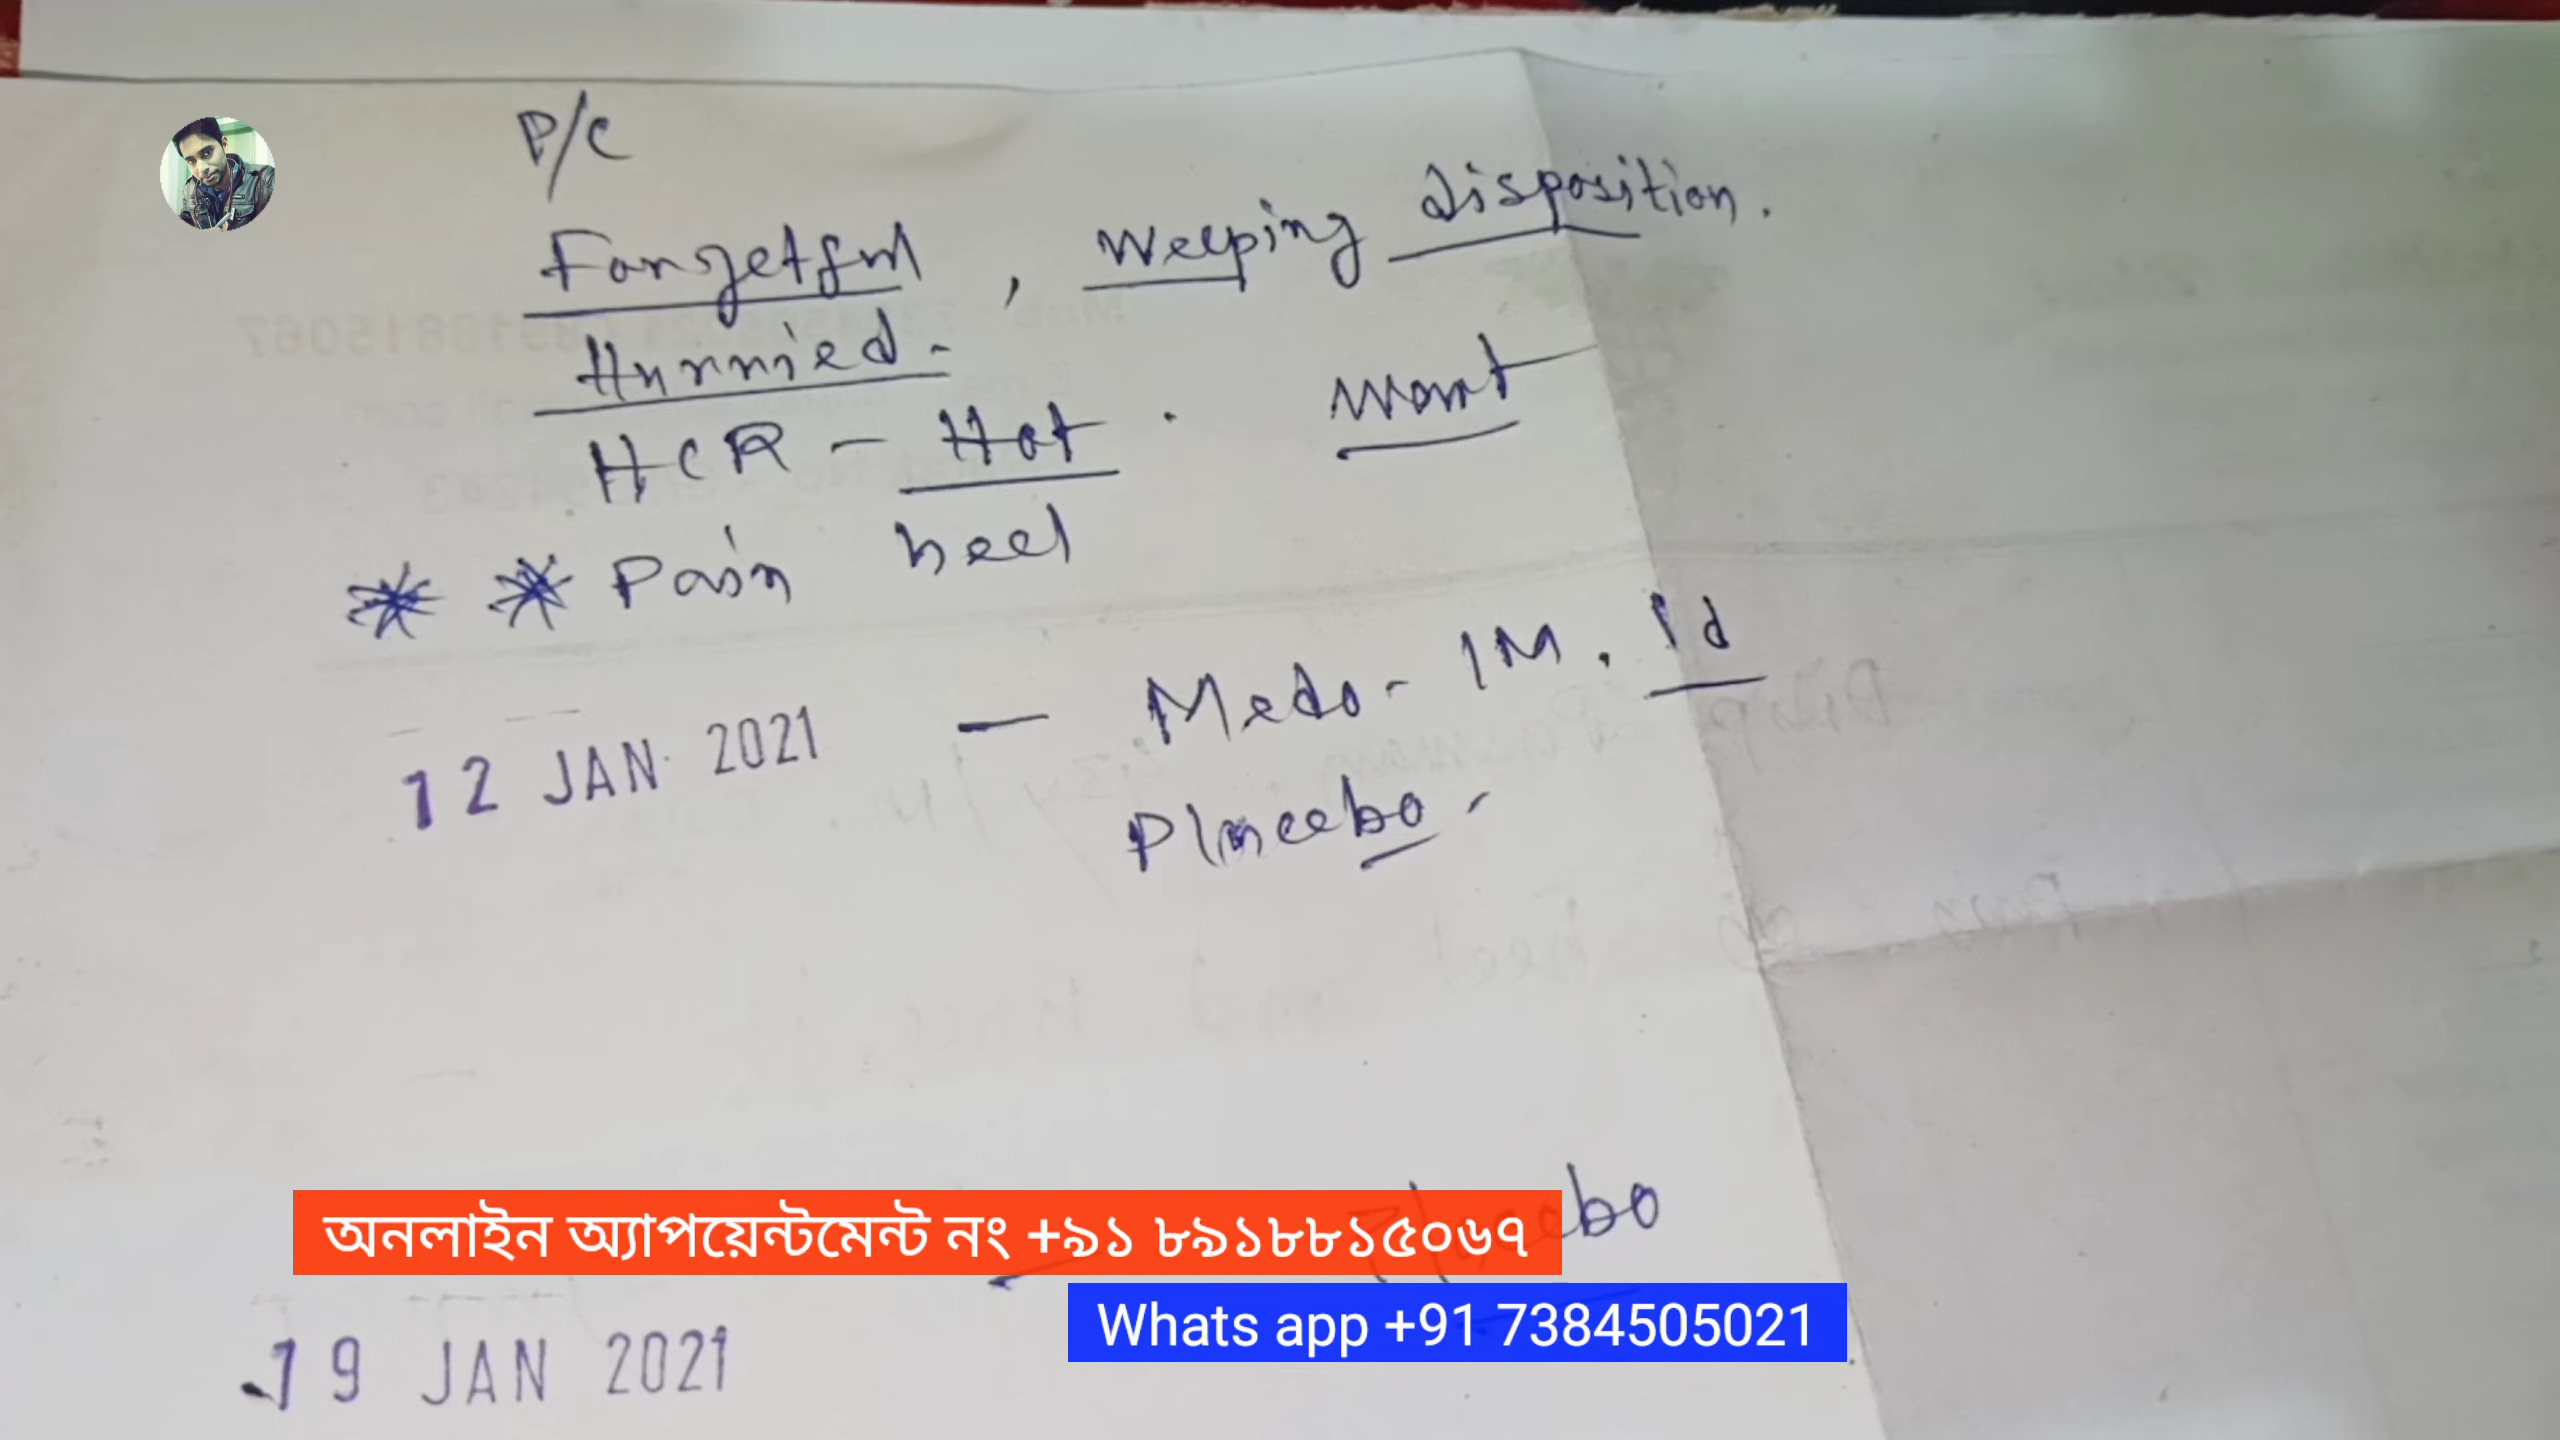 P/C
Forgetful, Weeping disposition.
Hurried -
HCR - Hot. Want
** Pain heel
12 JAN 2021 — Medo - 1M. 1d
Placebo -
Placebo
অনলাইন অ্যাপয়েন্টমেন্ট নং +৯১ ৮৯১৮৮১৫০৬৭
Whats app +91 7384505021
19 JAN 2021